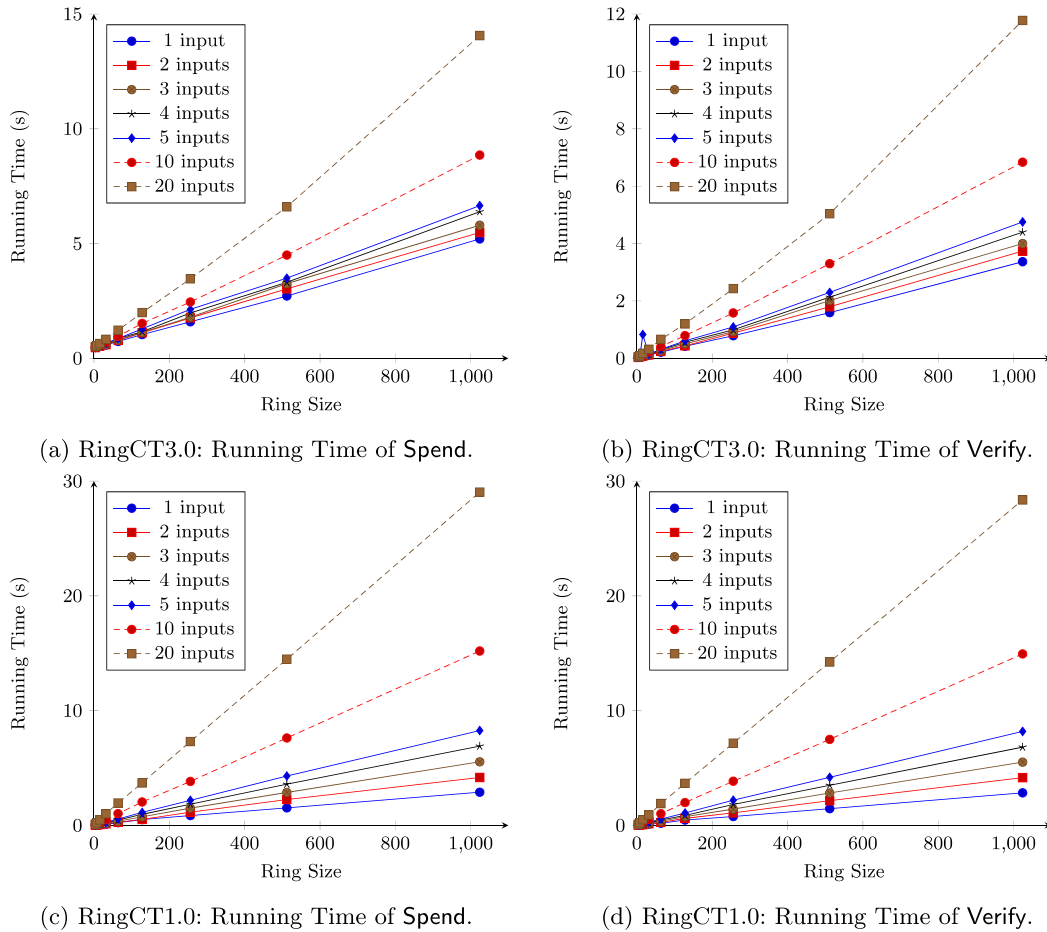 15
10
5
0
Running Time (s)
1 input
2 inputs
3 inputs
4 inputs
5 inputs
10 inputs
20 inputs
0
200
400
600
800
1,000
Ring Size
(a) RingCT3.0: Running Time of Spend.
12
10
8
6
4
2
0
Running Time (s)
1 input
2 inputs
3 inputs
4 inputs
5 inputs
10 inputs
20 inputs
0
200
400
600
800
1,000
Ring Size
(b) RingCT3.0: Running Time of Verify.
30
20
10
0
Running Time (s)
1 input
2 inputs
3 inputs
4 inputs
5 inputs
10 inputs
20 inputs
0
200
400
600
800
1,000
Ring Size
(c) RingCT1.0: Running Time of Spend.
30
20
10
0
Running Time (s)
1 input
2 inputs
3 inputs
4 inputs
5 inputs
10 inputs
20 inputs
0
200
400
600
800
1,000
Ring Size
(d) RingCT1.0: Running Time of Verify.